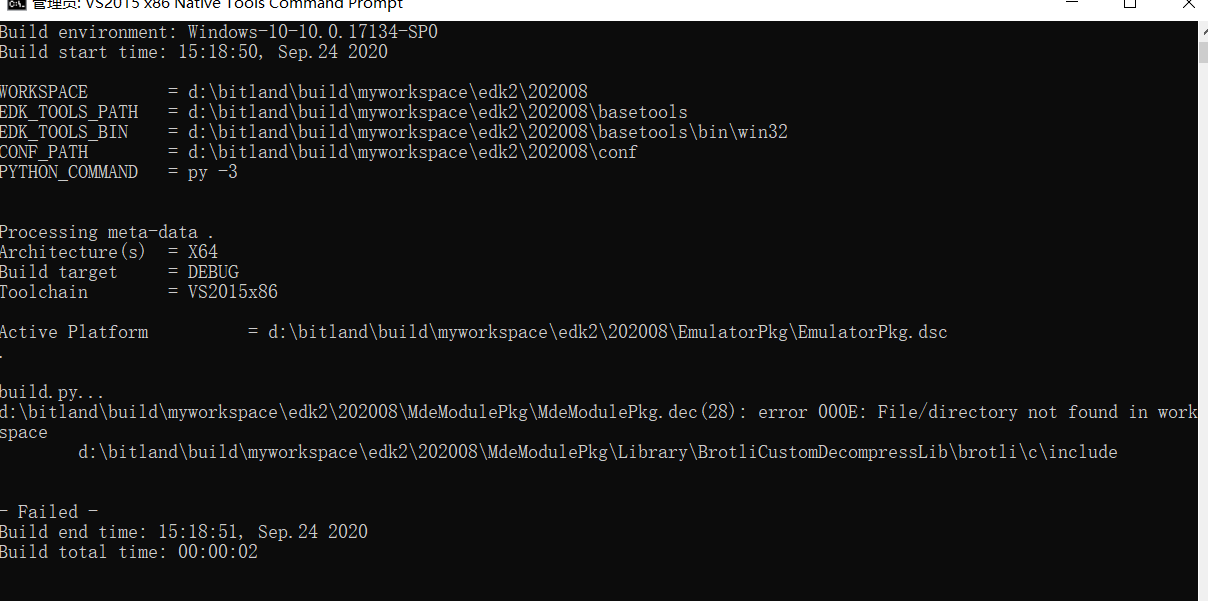 管理员: VS2015 x86 Native Tools Command Prompt
Build environment: Windows-10-10.0.17134-SP0
Build start time: 15:18:50, Sep.24 2020
WORKSPACE = d:\bitland\build\myworkspace\edk2\202008
EDK_TOOLS_PATH = d:\bitland\build\myworkspace\edk2\202008\basetools
EDK_TOOLS_BIN = d:\bitland\build\myworkspace\edk2\202008\basetools\bin\win32
CONF_PATH = d:\bitland\build\myworkspace\edk2\202008\conf
PYTHON_COMMAND = py -3
Processing meta-data .
Architecture(s) = X64
Build target = DEBUG
Toolchain = VS2015x86
Active Platform = d:\bitland\build\myworkspace\edk2\202008\EmulatorPkg\EmulatorPkg.dsc
.
build.py...
d:\bitland\build\myworkspace\edk2\202008\MdeModulePkg\MdeModulePkg.dec(28): error 000E: File/directory not found in work
space
d:\bitland\build\myworkspace\edk2\202008\MdeModulePkg\Library\BrotliCustomDecompressLib\brotli\c\include
- Failed -
Build end time: 15:18:51, Sep.24 2020
Build total time: 00:00:02